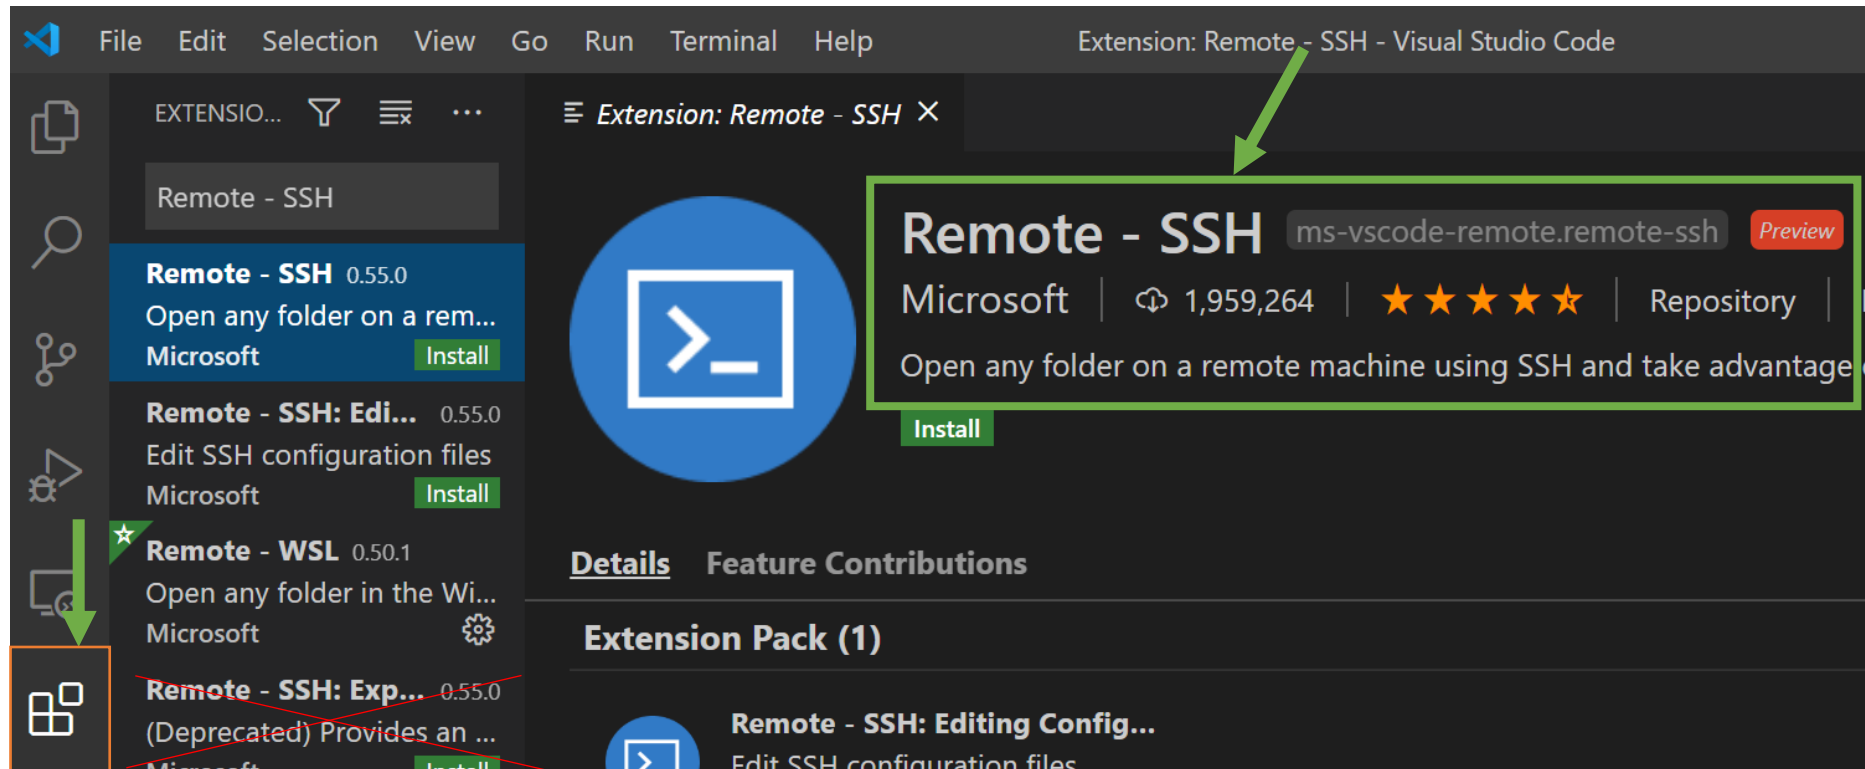 File Edit Selection View Go Run Terminal Help Extension: Remote - SSH - Visual Studio Code
EXTENSIO... ···
Extension: Remote - SSH ×
Remote - SSH
Remote - SSH 0.55.0
Open any folder on a rem...
Microsoft Install
Remote - SSH: Edi... 0.55.0
Edit SSH configuration files
Microsoft Install
Remote - WSL 0.50.1
Open any folder in the Wi...
Microsoft
Remote - SSH: Exp... 0.55.0
(Deprecated) Provides an ...
Microsoft Install
Remote - SSH ms-vscode-remote.remote-ssh Preview
Microsoft 1,959,264 Repository
Open any folder on a remote machine using SSH and take advantage
Install
Details Feature Contributions
Extension Pack (1)
Remote - SSH: Editing Config...
Edit SSH configuration files